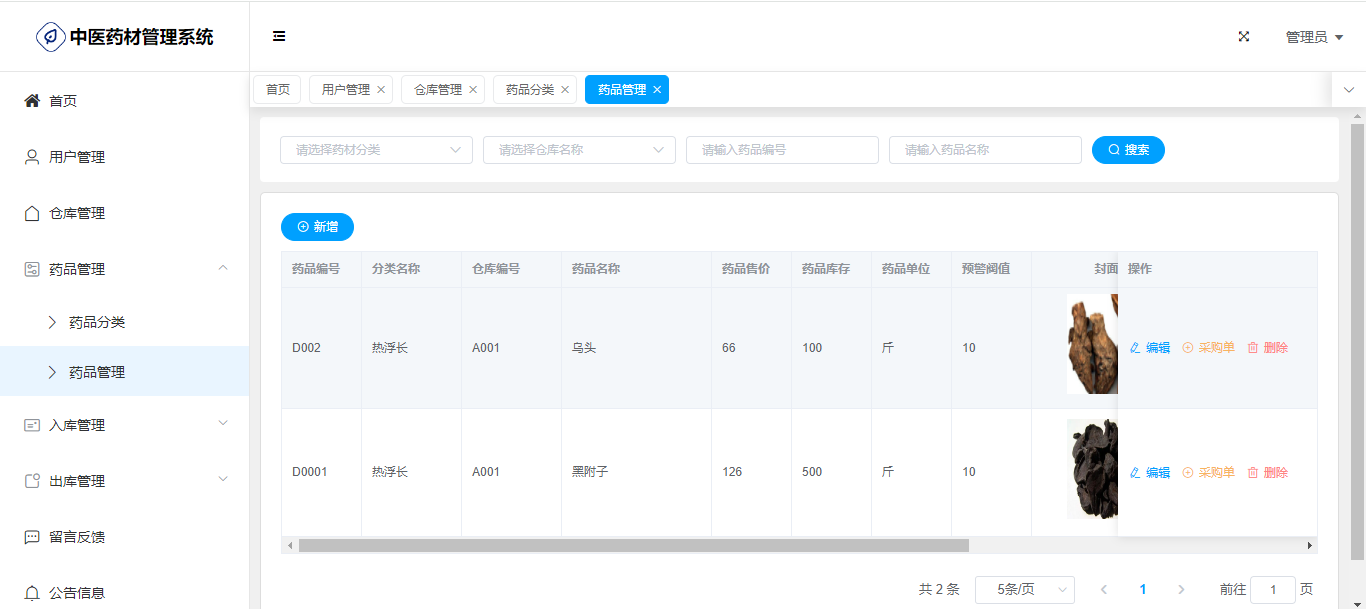 中医药材管理系统
管理员
首页
用户管理
仓库管理
药品分类
药品管理
首页
用户管理
仓库管理
药品管理
药品分类
药品管理
入库管理
出库管理
留言反馈
公告信息
请选择药材分类
请选择仓库名称
请输入药品编号
请输入药品名称
搜索
新增
药品编号 分类名称 仓库编号 药品名称 药品售价 药品库存 药品单位 预警阀值 封面 操作
D002 热浮长 A001 乌头 66 100 斤 10 编辑 采购单 删除
D0001 热浮长 A001 黑附子 126 500 斤 10 编辑 采购单 删除
共 2 条 5条/页 1 前往 1 页